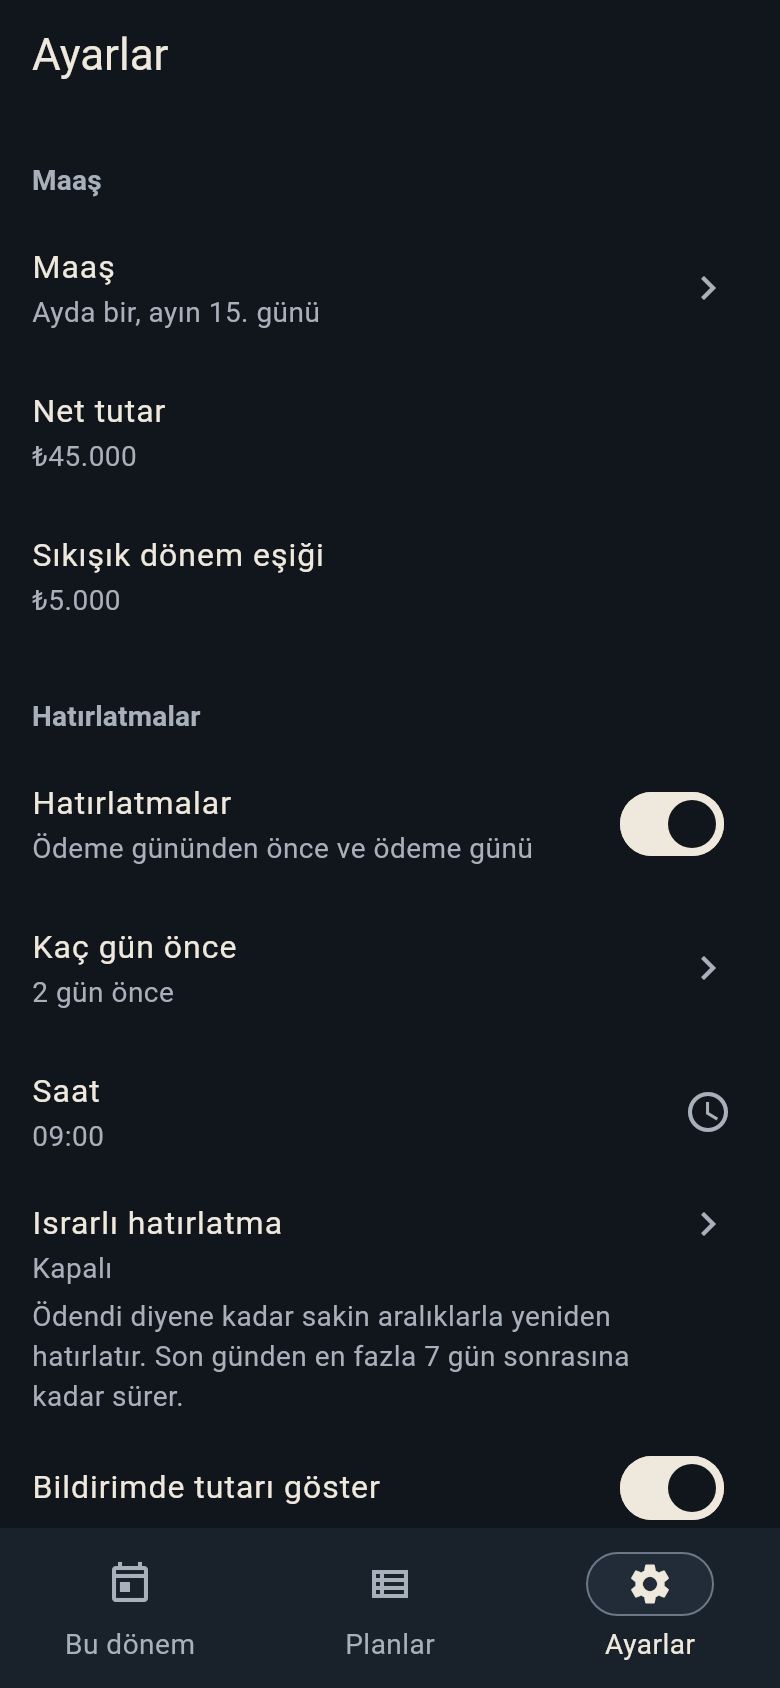 Ayarlar
Maaş
Maaş
Ayda bir, ayın 15. günü
Net tutar
₺45.000
Sıkışık dönem eşiği
₺5.000
Hatırlatmalar
Hatırlatmalar
Ödeme gününden önce ve ödeme günü
Kaç gün önce
2 gün önce
Saat
09:00
Israrlı hatırlatma
Kapalı
Ödendi diyene kadar sakin aralıklarla yeniden
hatırlatır. Son günden en fazla 7 gün sonrasına
kadar sürer.
Bildirimde tutarı göster
Bu dönem
Planlar
Ayarlar